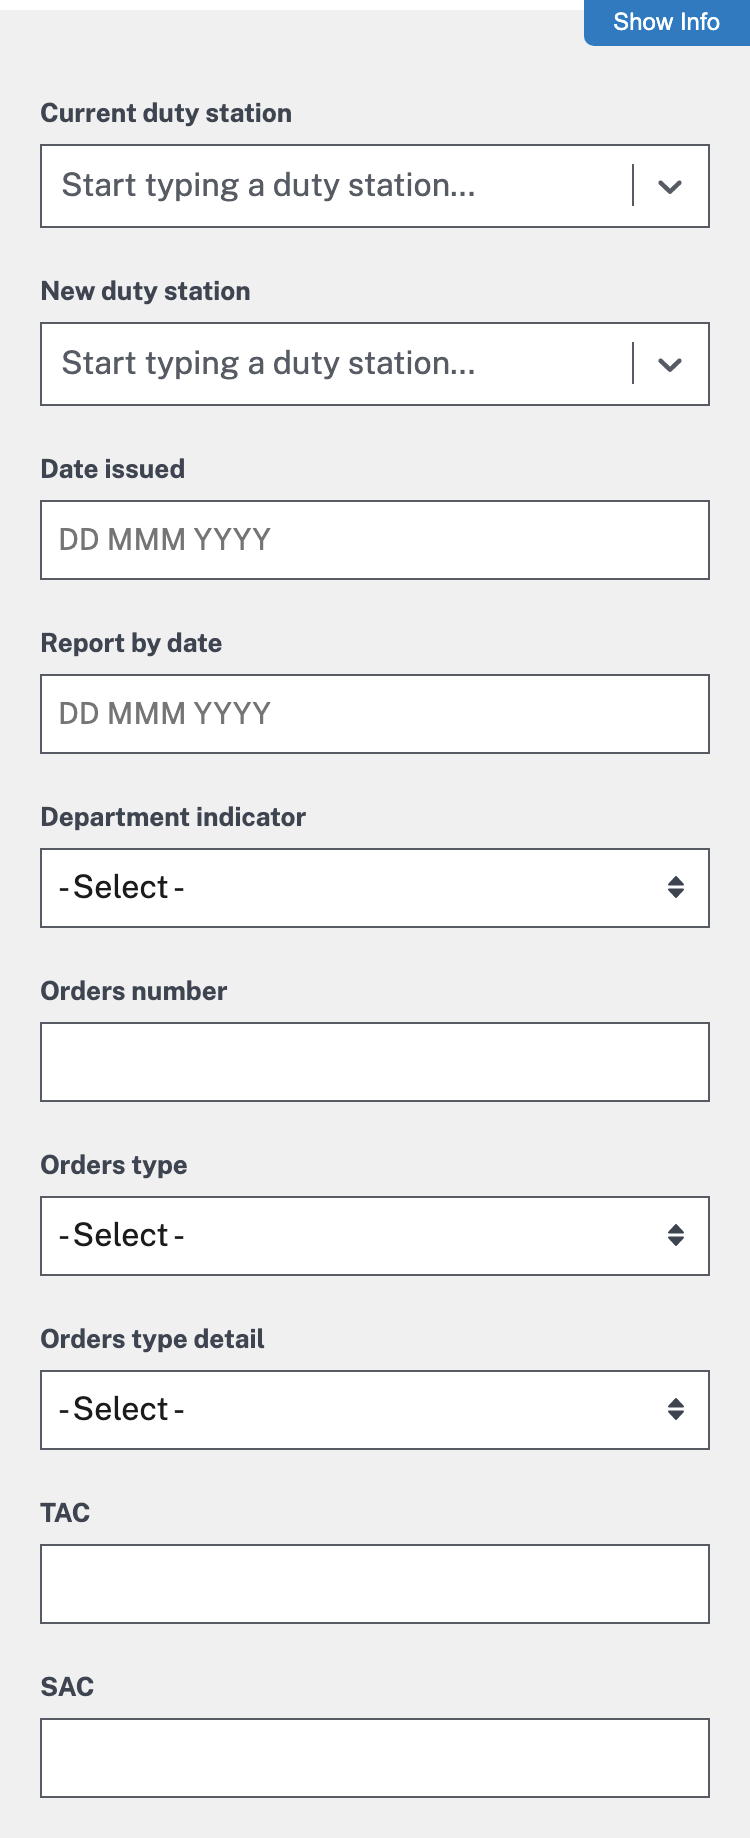 Show Info
Current duty station
Start typing a duty station...
New duty station
Start typing a duty station...
Date issued
DD MMM YYYY
Report by date
DD MMM YYYY
Department indicator
- Select -
Orders number
Orders type
- Select -
Orders type detail
- Select -
TAC
SAC